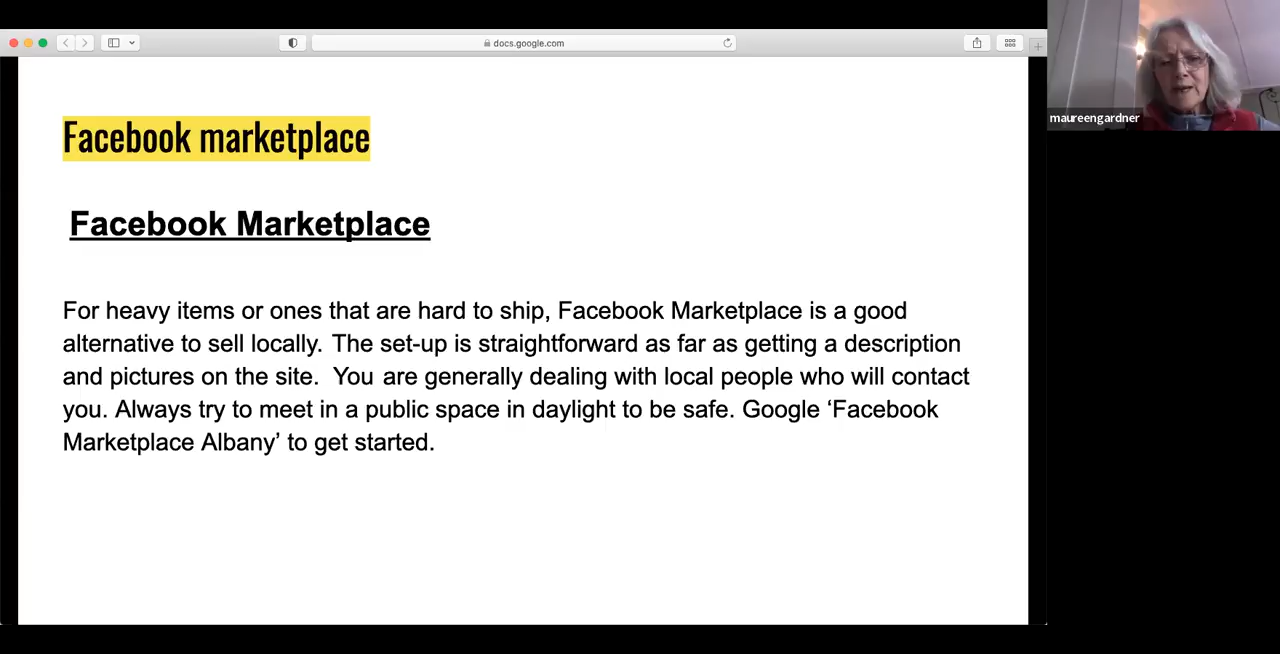 docs.google.com
maureengardner
Facebook marketplace
Facebook Marketplace
For heavy items or ones that are hard to ship, Facebook Marketplace is a good
alternative to sell locally. The set-up is straightforward as far as getting a description
and pictures on the site. You are generally dealing with local people who will contact
you. Always try to meet in a public space in daylight to be safe. Google ‘Facebook
Marketplace Albany’ to get started.